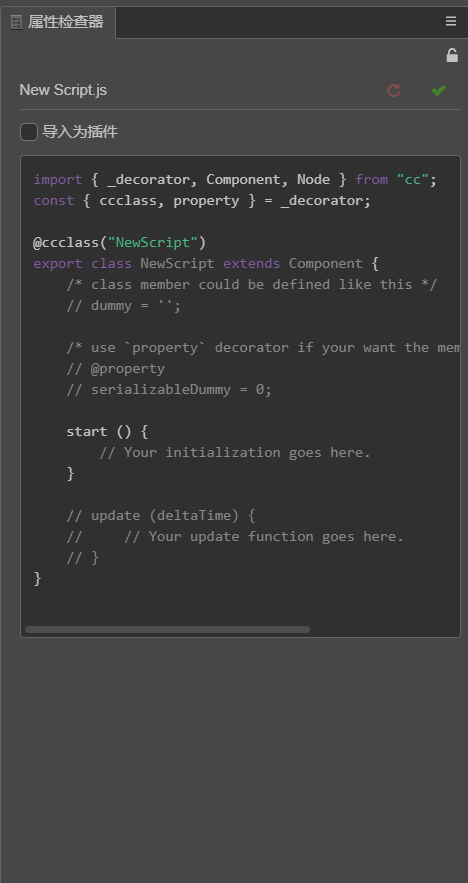 属性检查器
New Script.js
导入为插件
import { _decorator, Component, Node } from "cc";
const { ccclass, property } = _decorator;
@ccclass("NewScript")
export class NewScript extends Component {
    /* class member could be defined like this */
    // dummy = '';
    /* use `property` decorator if your want the mem
    // @property
    // serializableDummy = 0;
    start () {
        // Your initialization goes here.
    }
    // update (deltaTime) {
    //     // Your update function goes here.
    // }
}